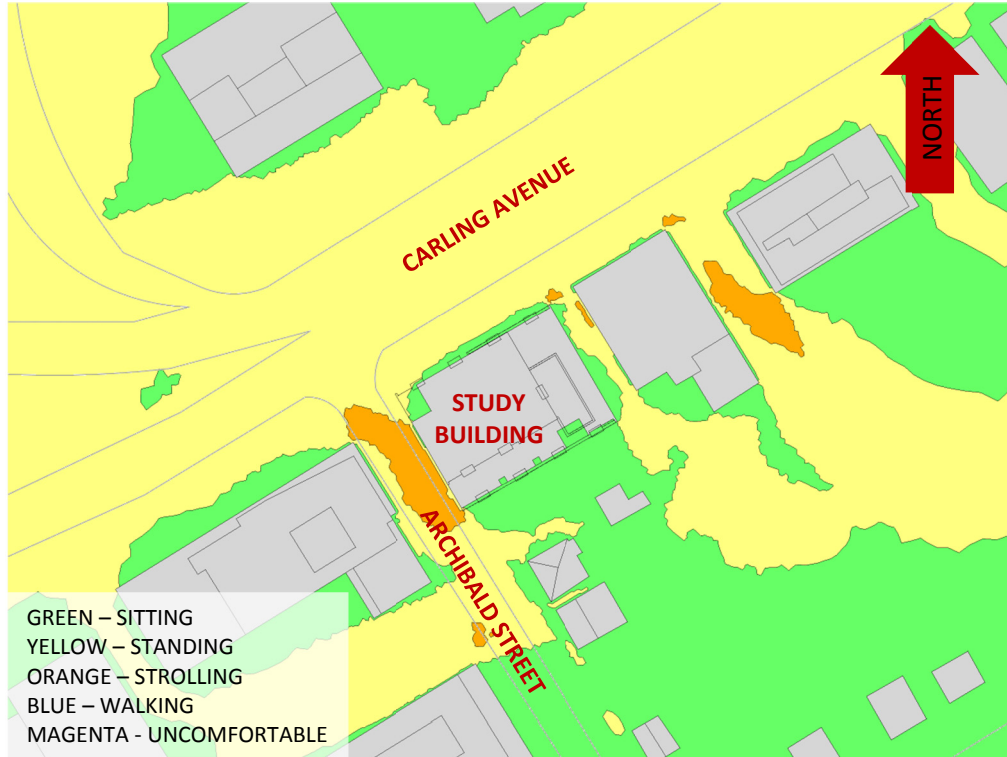 NORTH
CARLING AVENUE
STUDY
BUILDING
ARCHIBALD STREET
GREEN – SITTING
YELLOW – STANDING
ORANGE – STROLLING
BLUE – WALKING
MAGENTA - UNCOMFORTABLE